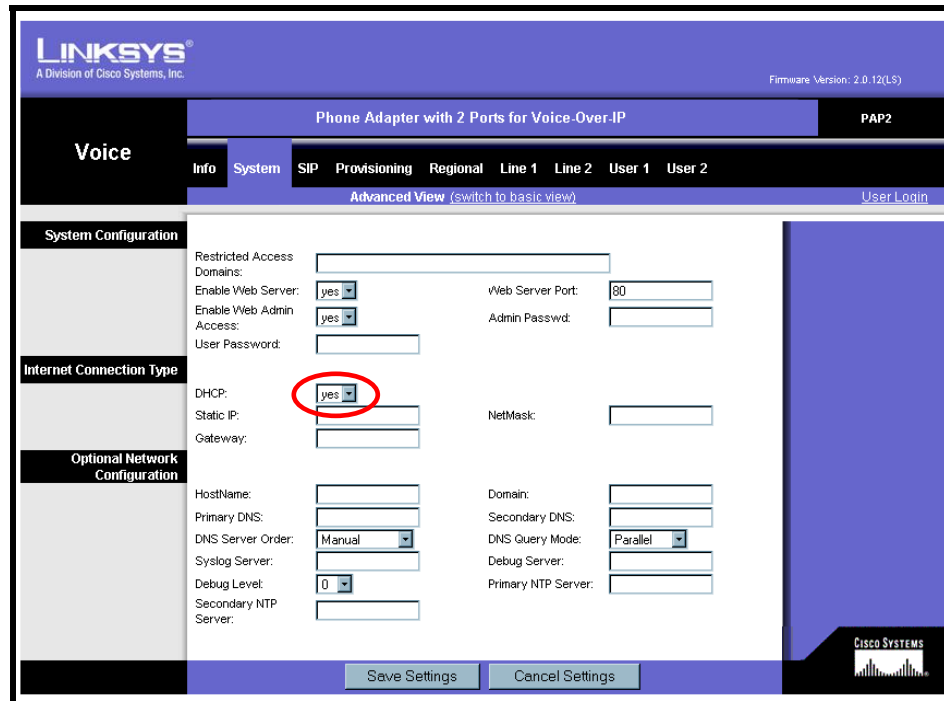 LINKSYS®
A Division of Cisco Systems, Inc.
Firmware Version: 2.0.12(LS)
Phone Adapter with 2 Ports for Voice-Over-IP
PAP2
Voice
Info System SIP Provisioning Regional Line 1 Line 2 User 1 User 2
Advanced View (switch to basic view)
User Login
System Configuration
Restricted Access
Domains:
Enable Web Server: yes Web Server Port: 80
Enable Web Admin
Access: yes Admin Passwd:
User Password:
Internet Connection Type
DHCP: yes
Static IP: NetMask:
Gateway:
Optional Network
Configuration
HostName: Domain:
Primary DNS: Secondary DNS:
DNS Server Order: Manual DNS Query Mode: Parallel
Syslog Server: Debug Server:
Debug Level: 0 Primary NTP Server:
Secondary NTP
Server:
CISCO SYSTEMS
Save Settings Cancel Settings